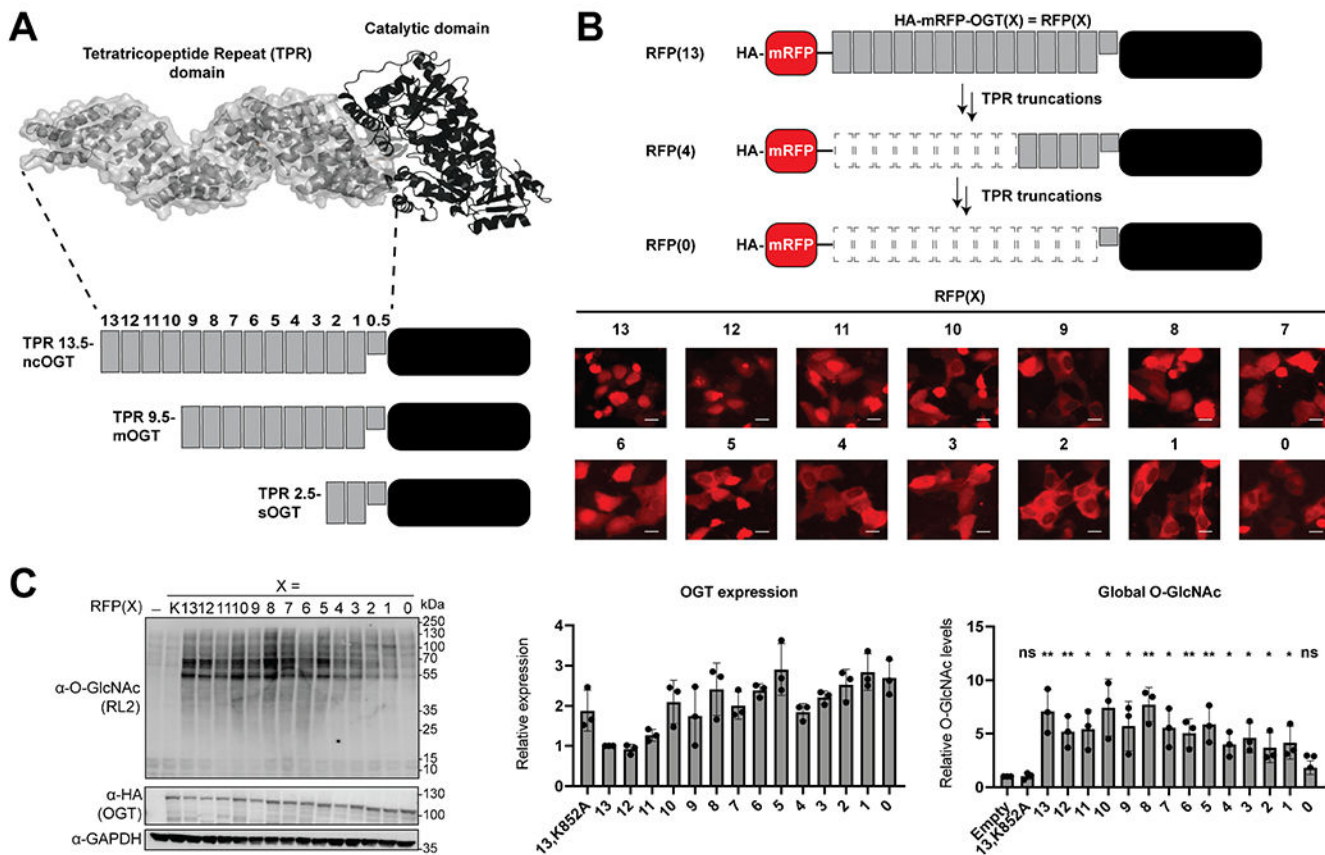 A
Tetratricopeptide Repeat (TPR)
domain
Catalytic domain
13 12 11 10 9 8 7 6 5 4 3 2 1 0.5
TPR 13.5-
ncOGT
TPR 9.5-
mOGT
TPR 2.5-
sOGT
B
HA-mRFP-OGT(X) = RFP(X)
RFP(13) HA- mRFP
TPR truncations
RFP(4) HA- mRFP
TPR truncations
RFP(0) HA- mRFP
RFP(X)
13 12 11 10 9 8 7
6 5 4 3 2 1 0
C
X =
RFP(X) – K 13 12 11 10 9 8 7 6 5 4 3 2 1 0 kDa
250
130
100
70
55
35
25
15
10
α-O-GlcNAc
(RL2)
α-HA
(OGT)
130
100
α-GAPDH
35
OGT expression
Relative expression
4
3
2
1
0
13,K852A 13 12 11 10 9 8 7 6 5 4 3 2 1 0
Global O-GlcNAc
Relative O-GlcNAc levels
15
10
5
0
ns ** ** * * * ** * ** ** * * * * ns
Empty 13,K852A 13 12 11 10 9 8 7 6 5 4 3 2 1 0